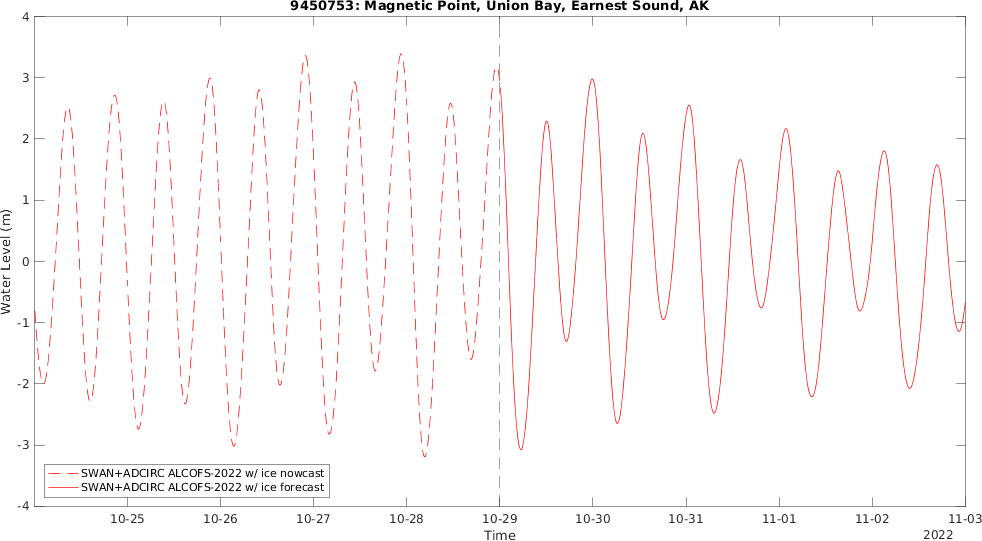 9450753: Magnetic Point, Union Bay, Earnest Sound, AK
4
3
2
1
0
-1
-2
-3
-4
Water Level (m)
SWAN+ADCIRC ALCOFS-2022 w/ ice nowcast
SWAN+ADCIRC ALCOFS-2022 w/ ice forecast
10-25 10-26 10-27 10-28 10-29 10-30 10-31 11-01 11-02 11-03
Time
2022